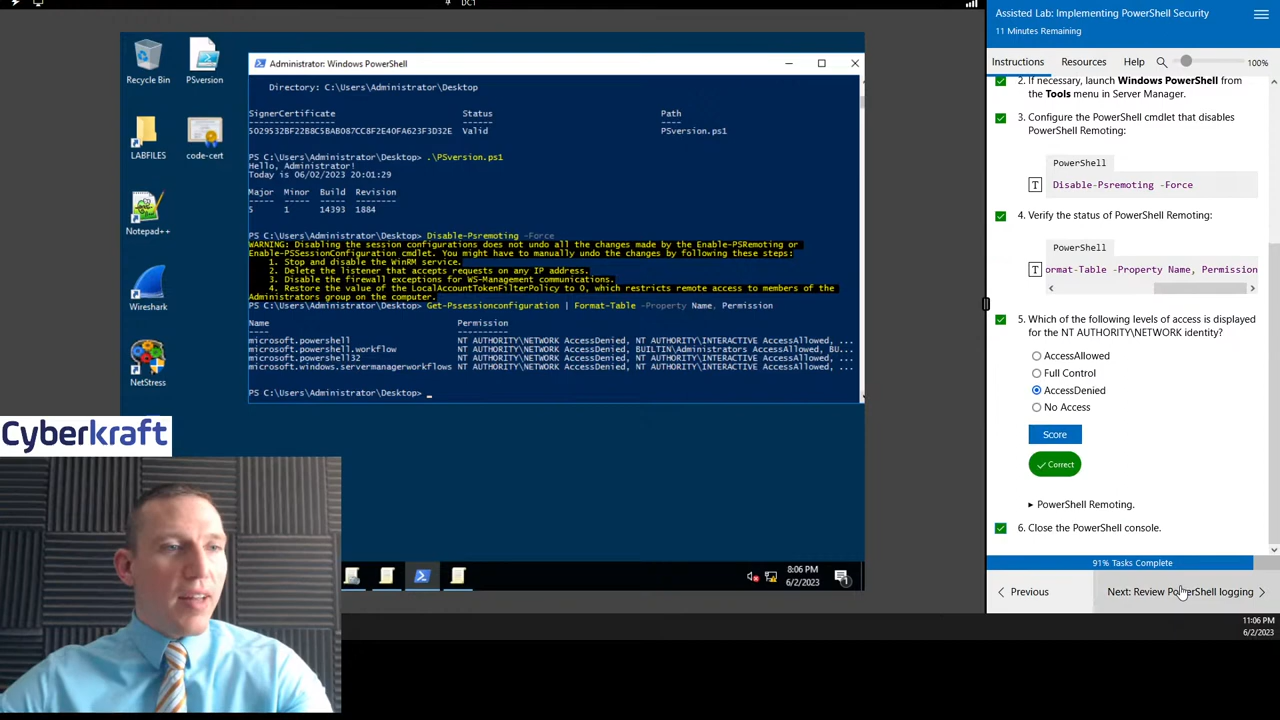 DC1
Recycle Bin
PSversion
LABFILES
code-cert
Notepad++
Wireshark
NetStress
Administrator: Windows PowerShell
Directory: C:\Users\Administrator\Desktop
SignerCertificate Status Path
5029532BF22B8C5BAB087CC8F2E40FA623F3D32E Valid PSversion.ps1
PS C:\Users\Administrator\Desktop> .\PSversion.ps1
Hello, Administrator!
Today is 06/02/2023 20:01:29
Major Minor Build Revision
5 1 14393 1884
PS C:\Users\Administrator\Desktop> Disable-Psremoting -Force
WARNING: Disabling the session configurations does not undo all the changes made by the Enable-PSRemoting or
Enable-PSSessionConfiguration cmdlet. You might have to manually undo the changes by following these steps:
1. Stop and disable the WinRM service.
2. Delete the listener that accepts requests on any IP address.
3. Disable the firewall exceptions for WS-Management communications.
4. Restore the value of the LocalAccountTokenFilterPolicy to 0, which restricts remote access to members of the
Administrators group on the computer.
PS C:\Users\Administrator\Desktop> Get-Pssessionconfiguration | Format-Table -Property Name, Permission
Name Permission
microsoft.powershell NT AUTHORITY\NETWORK AccessDenied, NT AUTHORITY\INTERACTIVE AccessAllowed, ...
microsoft.powershell.workflow NT AUTHORITY\NETWORK AccessDenied, BUILTIN\Administrators AccessAllowed, BU...
microsoft.powershell32 NT AUTHORITY\NETWORK AccessDenied, NT AUTHORITY\INTERACTIVE AccessAllowed, ...
microsoft.windows.servermanagerworkflows NT AUTHORITY\NETWORK AccessDenied, NT AUTHORITY\INTERACTIVE AccessAllowed, ...
PS C:\Users\Administrator\Desktop> _
Cyberkraft
8:06 PM
6/2/2023
1
Assisted Lab: Implementing PowerShell Security
11 Minutes Remaining
Instructions Resources Help 100%
2. If necessary, launch Windows PowerShell from
the Tools menu in Server Manager.
3. Configure the PowerShell cmdlet that disables
PowerShell Remoting:
PowerShell
T Disable-Psremoting -Force
4. Verify the status of PowerShell Remoting:
PowerShell
T ormat-Table -Property Name, Permission
5. Which of the following levels of access is displayed
for the NT AUTHORITY\NETWORK identity?
AccessAllowed
Full Control
AccessDenied
No Access
Score
Correct
PowerShell Remoting.
6. Close the PowerShell console.
91% Tasks Complete
Previous
Next: Review PowerShell logging
11:06 PM
6/2/2023